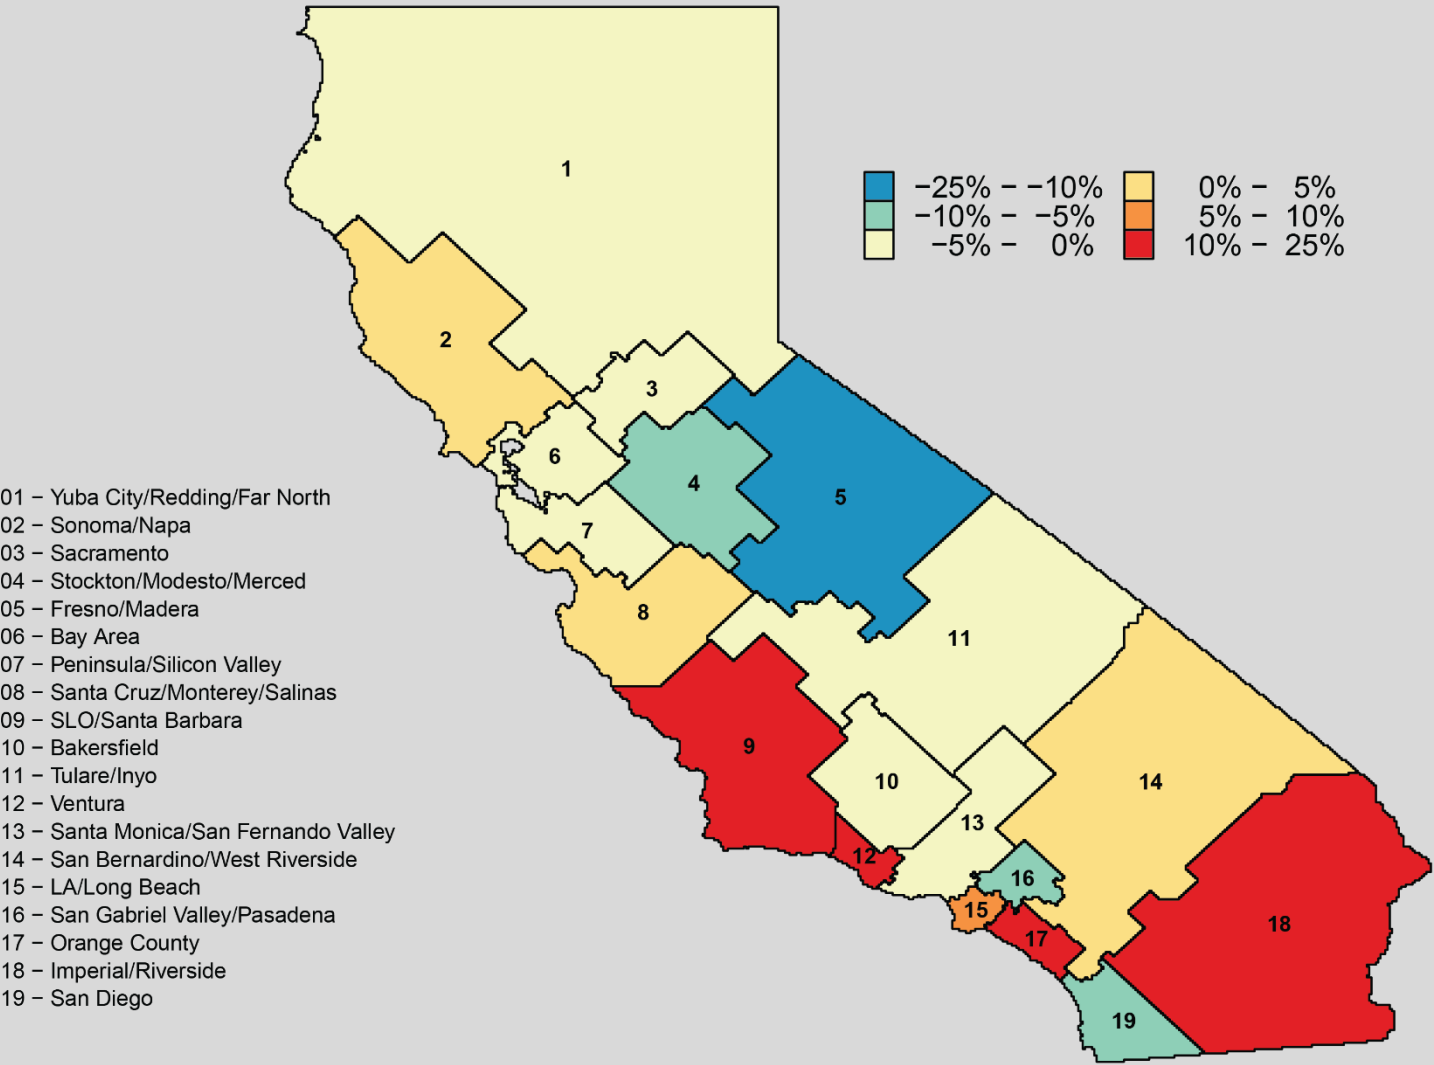 1
−25% − −10% 0% − 5%
−10% − −5% 5% − 10%
−5% − 0% 10% − 25%
2
3
6
4
5
7
8
11
9
10
14
13
12
16
15
18
17
19
01 − Yuba City/Redding/Far North
02 − Sonoma/Napa
03 − Sacramento
04 − Stockton/Modesto/Merced
05 − Fresno/Madera
06 − Bay Area
07 − Peninsula/Silicon Valley
08 − Santa Cruz/Monterey/Salinas
09 − SLO/Santa Barbara
10 − Bakersfield
11 − Tulare/Inyo
12 − Ventura
13 − Santa Monica/San Fernando Valley
14 − San Bernardino/West Riverside
15 − LA/Long Beach
16 − San Gabriel Valley/Pasadena
17 − Orange County
18 − Imperial/Riverside
19 − San Diego